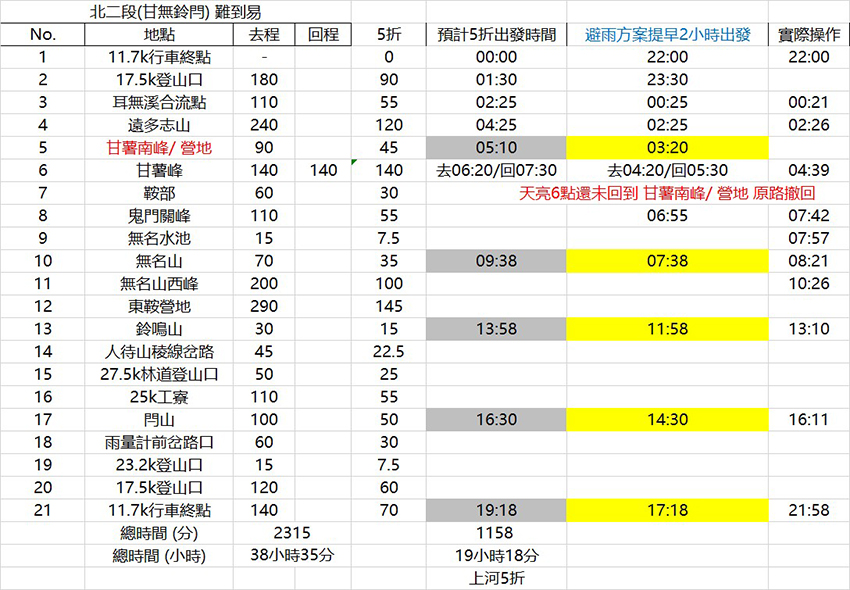 北二段(甘無鈴閂) 難到易
No. 地點 去程 回程 5折 預計5折出發時間 避雨方案提早2小時出發 實際操作
1 11.7k行車終點 - 0 00:00 22:00 22:00
2 17.5k登山口 180 90 01:30 23:30
3 耳無溪合流點 110 55 02:25 00:25 00:21
4 遠多志山 240 120 04:25 02:25 02:26
5 甘薯南峰/ 營地 90 45 05:10 03:20
6 甘薯峰 140 140 140 去06:20/回07:30 去04:20/回05:30 04:39
7 鞍部 60 30 天亮6點還未回到 甘薯南峰/ 營地 原路撤回
8 鬼門關峰 110 55 06:55 07:42
9 無名水池 15 7.5 07:57
10 無名山 70 35 09:38 07:38 08:21
11 無名山西峰 200 100 10:26
12 東鞍營地 290 145
13 鈴鳴山 30 15 13:58 11:58 13:10
14 人待山稜線岔路 45 22.5
15 27.5k林道登山口 50 25
16 25k工寮 110 55
17 閂山 100 50 16:30 14:30 16:11
18 雨量計前岔路口 60 30
19 23.2k登山口 15 7.5
20 17.5k登山口 120 60
21 11.7k行車終點 140 70 19:18 17:18 21:58
總時間 (分) 2315 1158
總時間 (小時) 38小時35分 19小時18分
上河5折